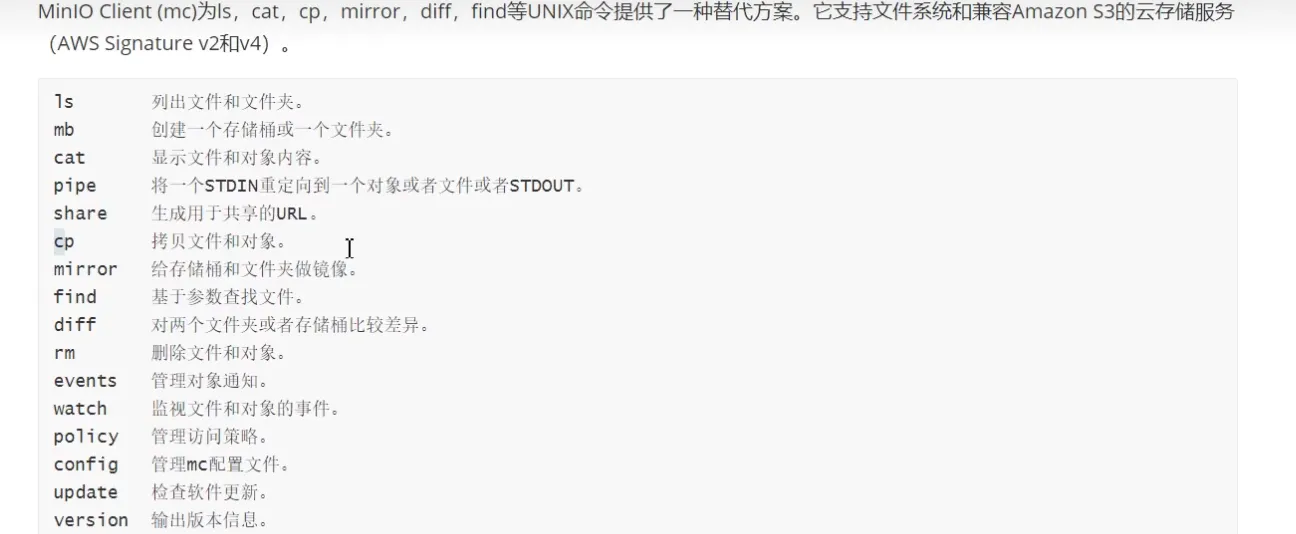 MinIO Client (mc)为ls，cat，cp，mirror，diff，find等UNIX命令提供了一种替代方案。它支持文件系统和兼容Amazon S3的云存储服务
（AWS Signature v2和v4）。
ls 列出文件和文件夹。
mb 创建一个存储桶或一个文件夹。
cat 显示文件和对象内容。
pipe 将一个STDIN重定向到一个对象或者文件或者STDOUT。
share 生成用于共享的URL。
cp 拷贝文件和对象。
mirror 给存储桶和文件夹做镜像。
find 基于参数查找文件。
diff 对两个文件夹或者存储桶比较差异。
rm 删除文件和对象。
events 管理对象通知。
watch 监视文件和对象的事件。
policy 管理访问策略。
config 管理mc配置文件。
update 检查软件更新。
version 输出版本信息。